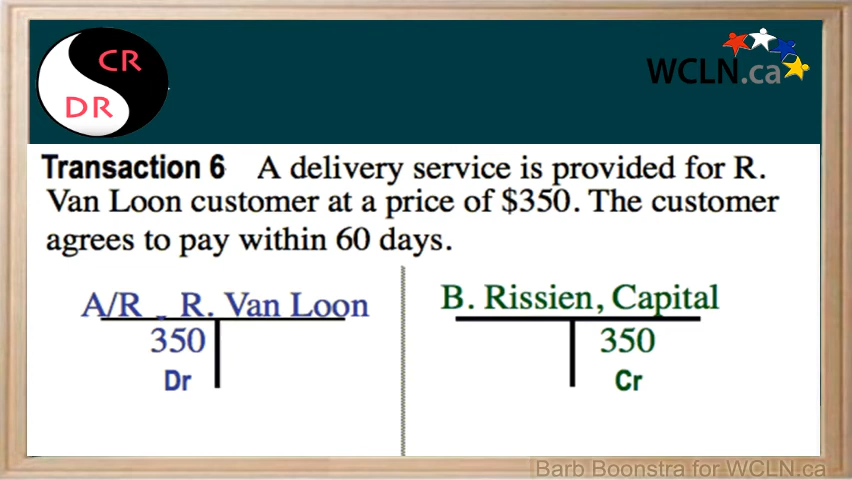 CR
DR
WCLN.ca
Transaction 6 A delivery service is provided for R.
Van Loon customer at a price of $350. The customer
agrees to pay within 60 days.
A/R - R. Van Loon
350
Dr
B. Rissien, Capital
350
Cr
Barb Boonstra for WCLN.ca